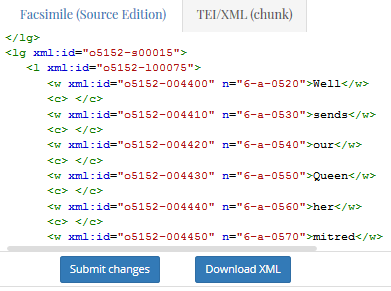 Facsimile (Source Edition) TEI/XML (chunk)
</lg>
<lg xml:id="o5152-s00015">
<l xml:id="o5152-l00075">
<w xml:id="o5152-004400" n="6-a-0520">Well</w>
<c> </c>
<w xml:id="o5152-004410" n="6-a-0530">sends</w>
<c> </c>
<w xml:id="o5152-004420" n="6-a-0540">our</w>
<c> </c>
<w xml:id="o5152-004430" n="6-a-0550">Queen</w>
<c> </c>
<w xml:id="o5152-004440" n="6-a-0560">her</w>
<c> </c>
<w xml:id="o5152-004450" n="6-a-0570">mitred</w>
Submit changes Download XML